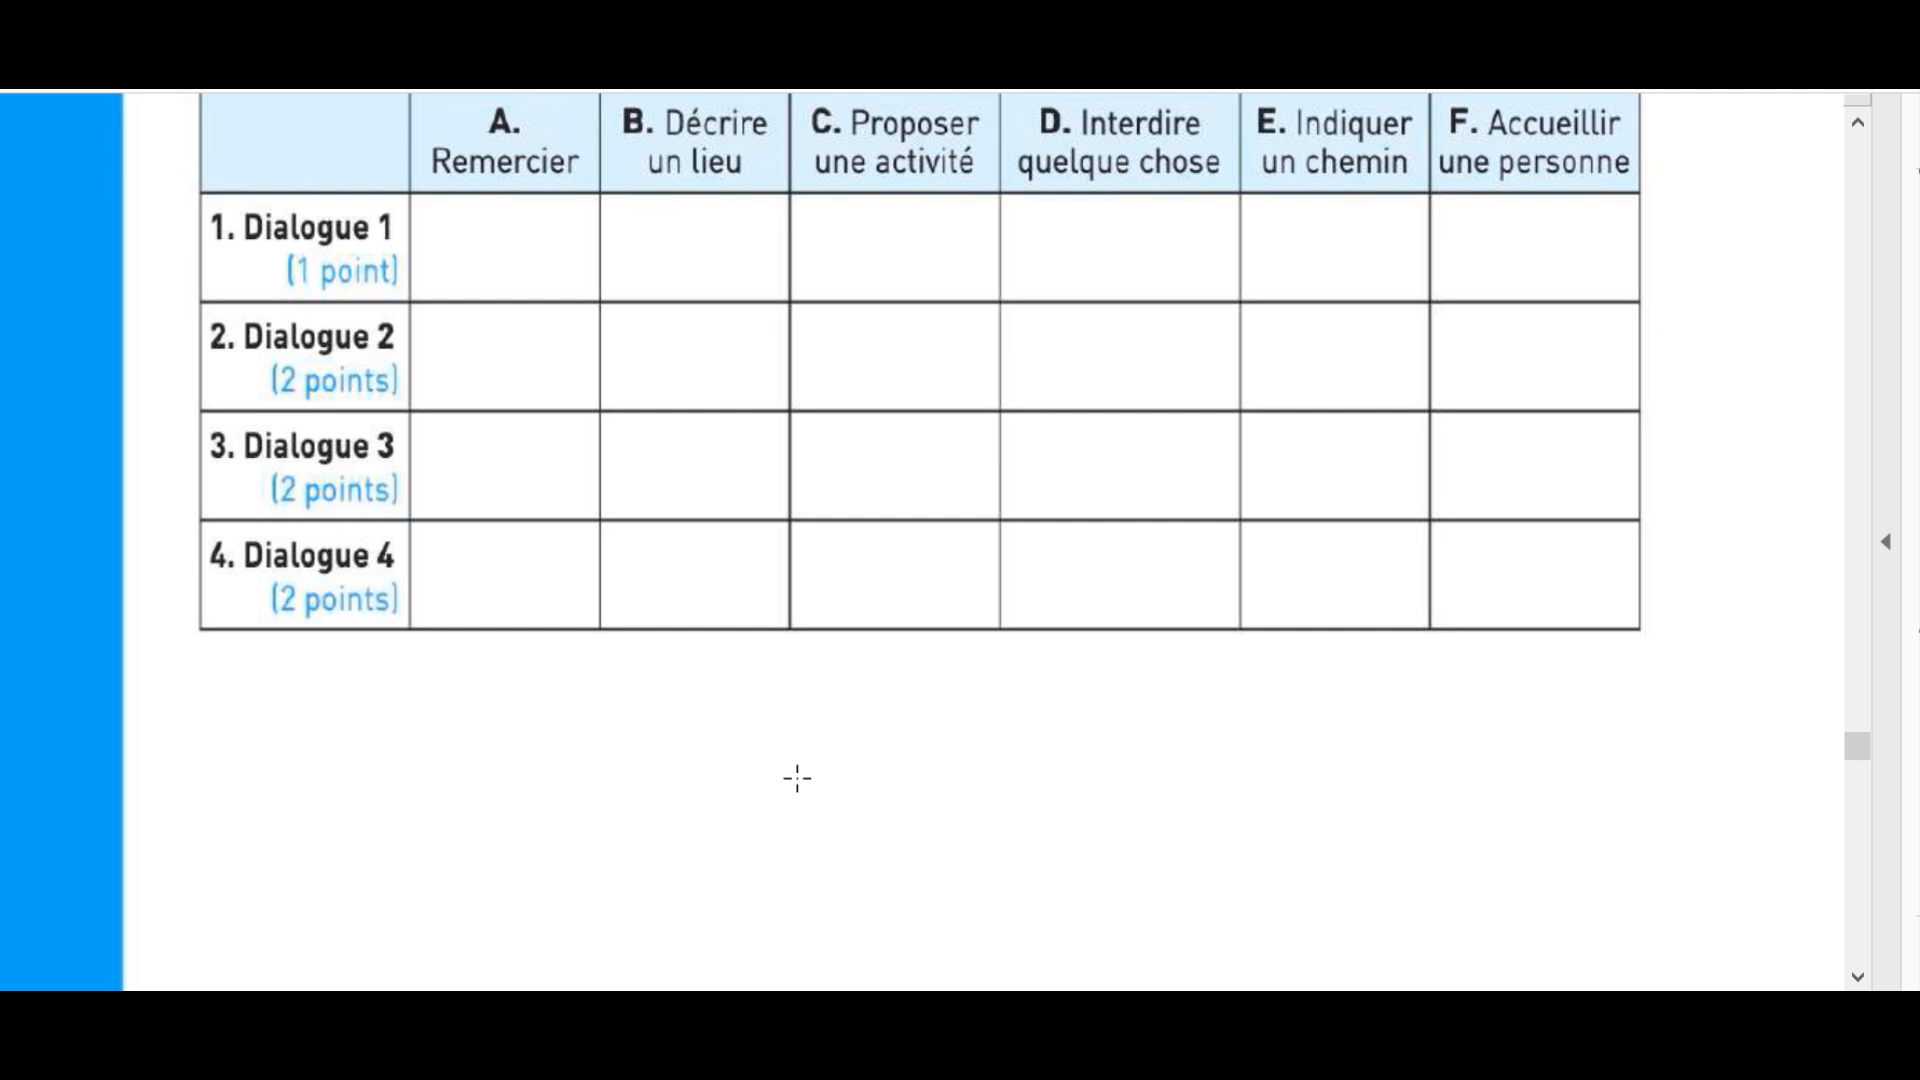 A.
Remercier
B. Décrire
un lieu
C. Proposer
une activité
D. Interdire
quelque chose
E. Indiquer
un chemin
F. Accueillir
une personne
1. Dialogue 1
(1 point)
2. Dialogue 2
(2 points)
3. Dialogue 3
(2 points)
4. Dialogue 4
(2 points)